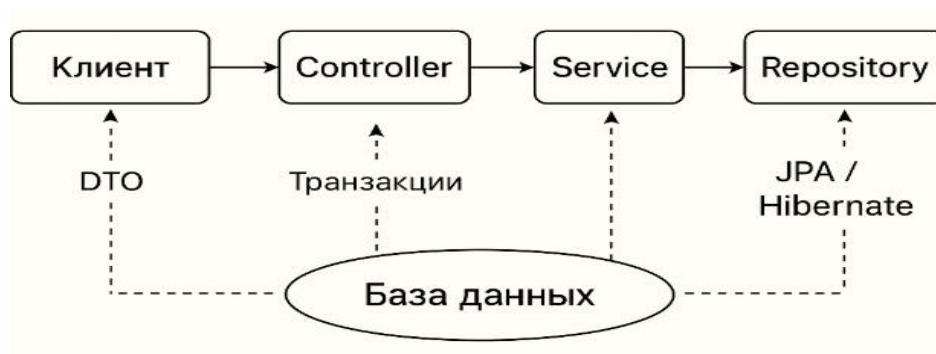 Клиент
Controller
Service
Repository
DTO
Транзакции
JPA /
Hibernate
База данных